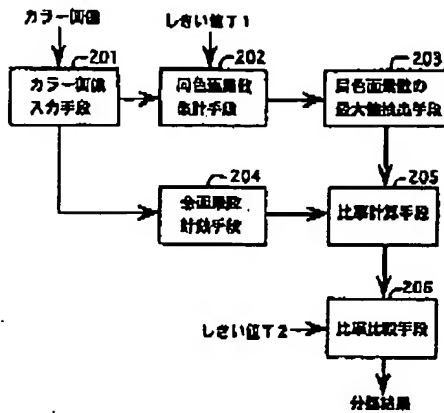 カラー画像
しきい値T1
201
202
203
カラー画像
入力手段
同色画素数
計手段
同色画素数の
最大値検出手段
204
205
全画素数
計数手段
比率計算手段
206
しきい値T2
比率比較手段
分類結果